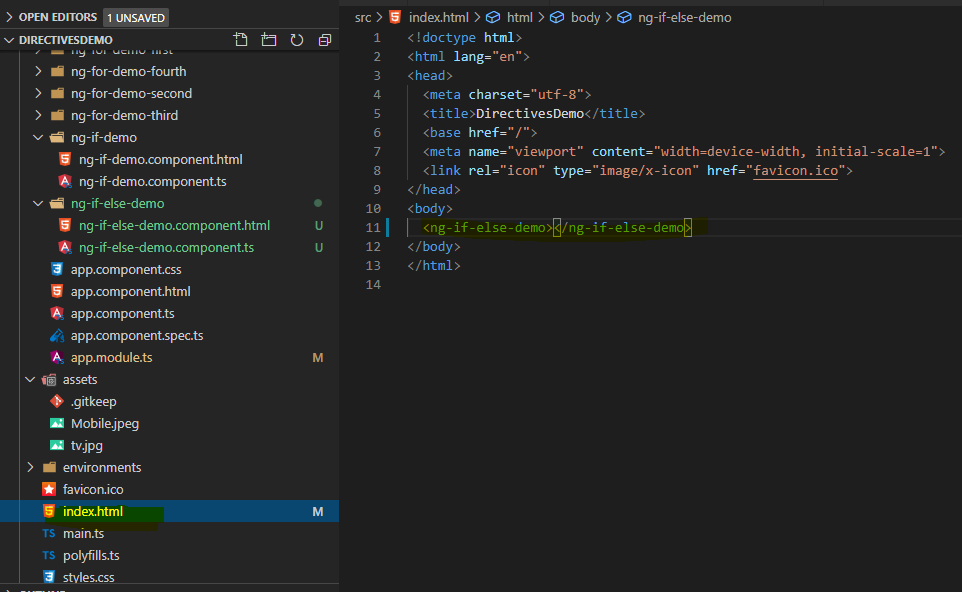 OPEN EDITORS 1 UNSAVED
DIRECTIVESDEMO
ng-for-demo-first
ng-for-demo-fourth
ng-for-demo-second
ng-for-demo-third
ng-if-demo
ng-if-demo.component.html
ng-if-demo.component.ts
ng-if-else-demo
ng-if-else-demo.component.html U
ng-if-else-demo.component.ts U
app.component.css
app.component.html
app.component.ts
app.component.spec.ts
app.module.ts M
assets
.gitkeep
Mobile.jpeg
tv.jpg
environments
favicon.ico
index.html M
TS main.ts
TS polyfills.ts
styles.css
src > index.html > html > body > ng-if-else-demo
1 <!doctype html>
2 <html lang="en">
3 <head>
4 <meta charset="utf-8">
5 <title>DirectivesDemo</title>
6 <base href="/">
7 <meta name="viewport" content="width=device-width, initial-scale=1">
8 <link rel="icon" type="image/x-icon" href="favicon.ico">
9 </head>
10 <body>
11 <ng-if-else-demo></ng-if-else-demo>
12 </body>
13 </html>
14